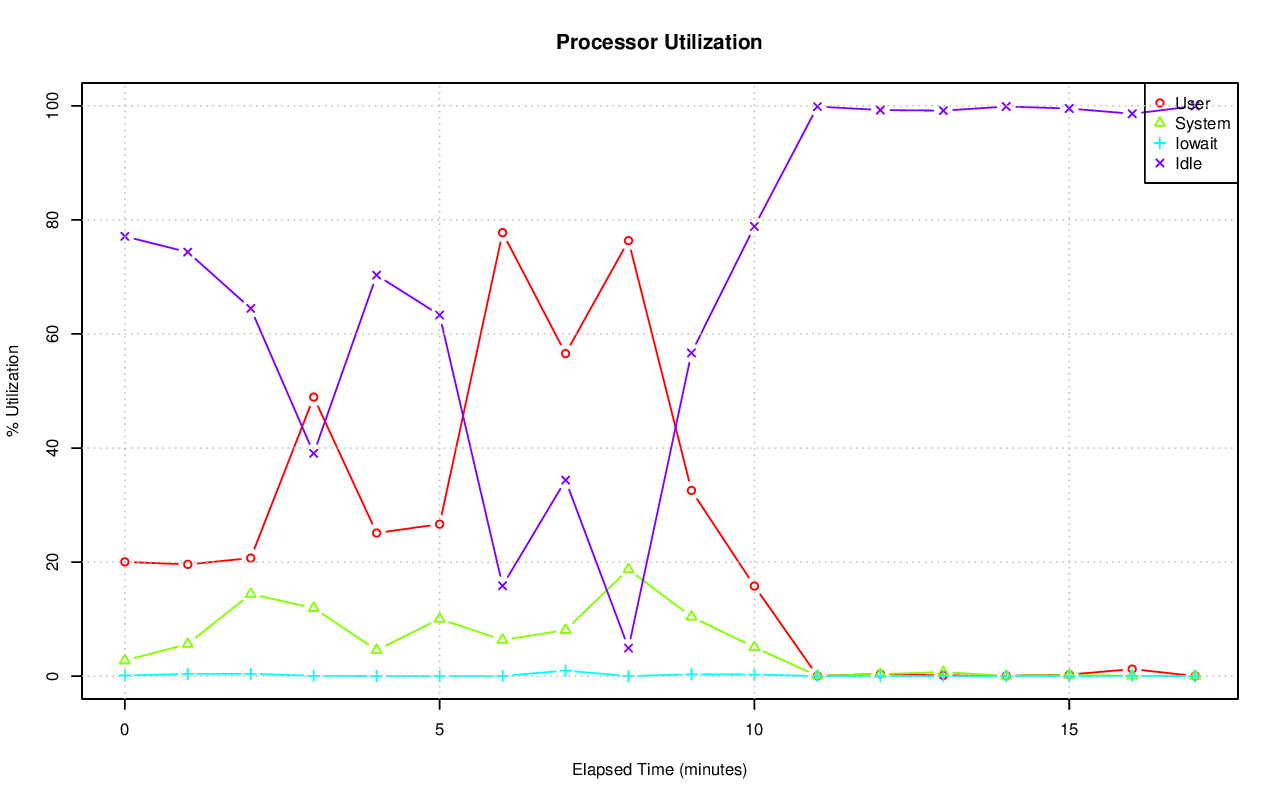 Processor Utilization
% Utilization
100
80
60
40
20
0
User
System
Iowait
Idle
0 5 10 15
Elapsed Time (minutes)